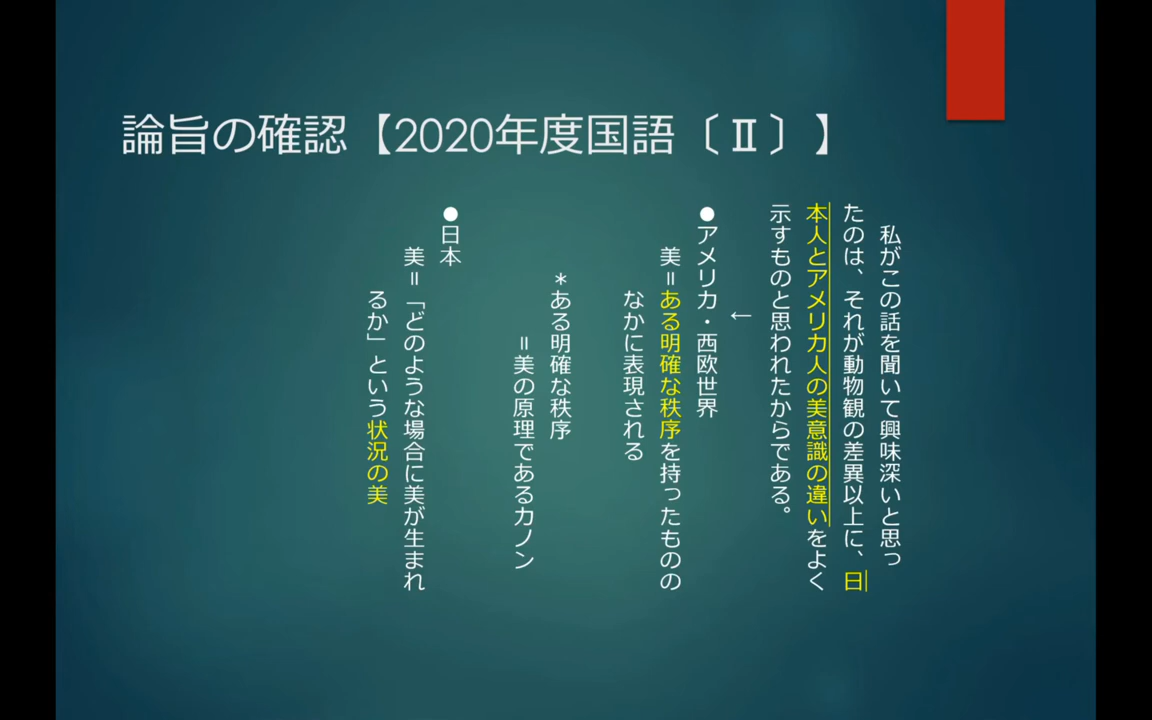 論旨の確認【2020年度国語〔Ⅱ〕】
私がこの話を聞いて興味深いと思っ
たのは、それが動物観の差異以上に、日
本人とアメリカ人の美意識の違いをよく
示すものと思われたからである。
←
●アメリカ・西欧世界
美=ある明確な秩序を持ったものの
なかに表現される
*ある明確な秩序
=美の原理であるカノン
●日本
美=「どのような場合に美が生まれ
るか」という状況の美